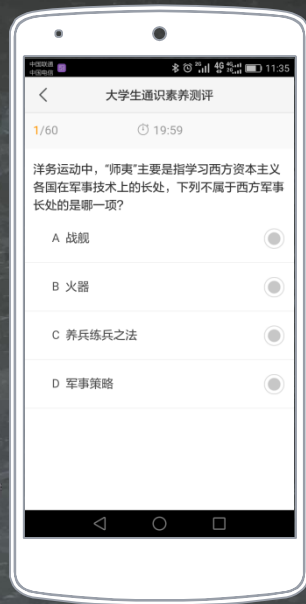 中国联通
中国电信
2G 4G 4G 2G 11:35
大学生通识素养测评
1/60 19:59
洋务运动中，“师夷”主要是指学习西方资本主义
各国在军事技术上的长处，下列不属于西方军事
长处的是哪一项?
A 战舰
B 火器
C 养兵练兵之法
D 军事策略